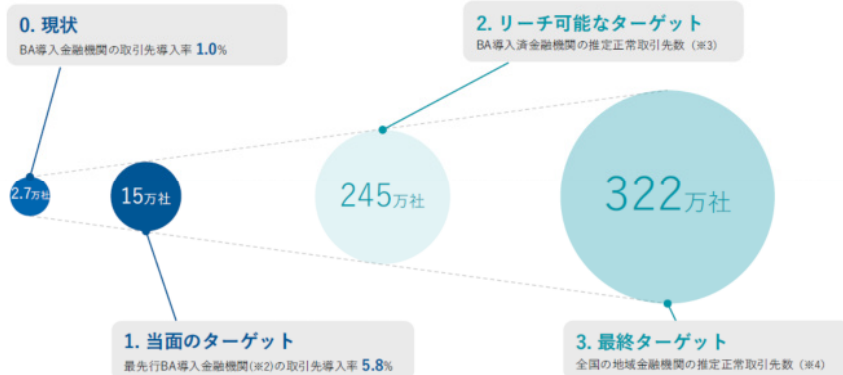 0. 現状
BA導入金融機関の取引先導入率 1.0%
2. リーチ可能なターゲット
BA導入済金融機関の推定正常取引先数（※3）
2.7万社
15万社
245万社
322万社
1. 当面のターゲット
最先行BA導入金融機関(※2)の取引先導入率 5.8%
3. 最終ターゲット
全国の地域金融機関の推定正常取引先数（※4）